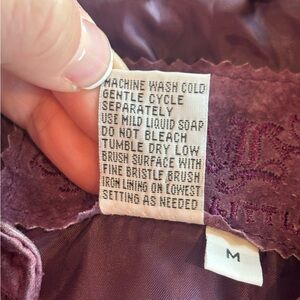 MACHINE WASH COLD
GENTLE CYCLE
SEPARATELY
USE MILD LIQUID SOAP
DO NOT BLEACH
TUMBLE DRY LOW
BRUSH SURFACE WITH
FINE BRISTLE BRUSH
IRON LINING ON LOWEST
SETTING AS NEEDED
M